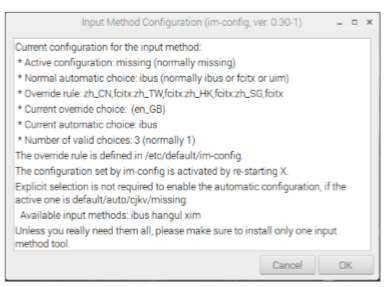 Input Method Configuration (im-config, ver. 0.30-1)
Current configuration for the input method:
* Active configuration: missing (normally missing)
* Normal automatic choice: ibus (normally ibus or fcitx or uim)
* Override rule: zh_CN,fcitx:zh_TW,fcitx:zh_HK,fcitx:zh_SG,fcitx
* Current override choice:  (en_GB)
* Current automatic choice: ibus
* Number of valid choices: 3 (normally 1)
The override rule is defined in /etc/default/im-config.
The configuration set by im-config is activated by re-starting X.
Explicit selection is not required to enable the automatic configuration, if the
active one is default/auto/cjkv/missing.
Available input methods: ibus hangul xim
Unless you really need them all, please make sure to install only one input
method tool.
Cancel
OK